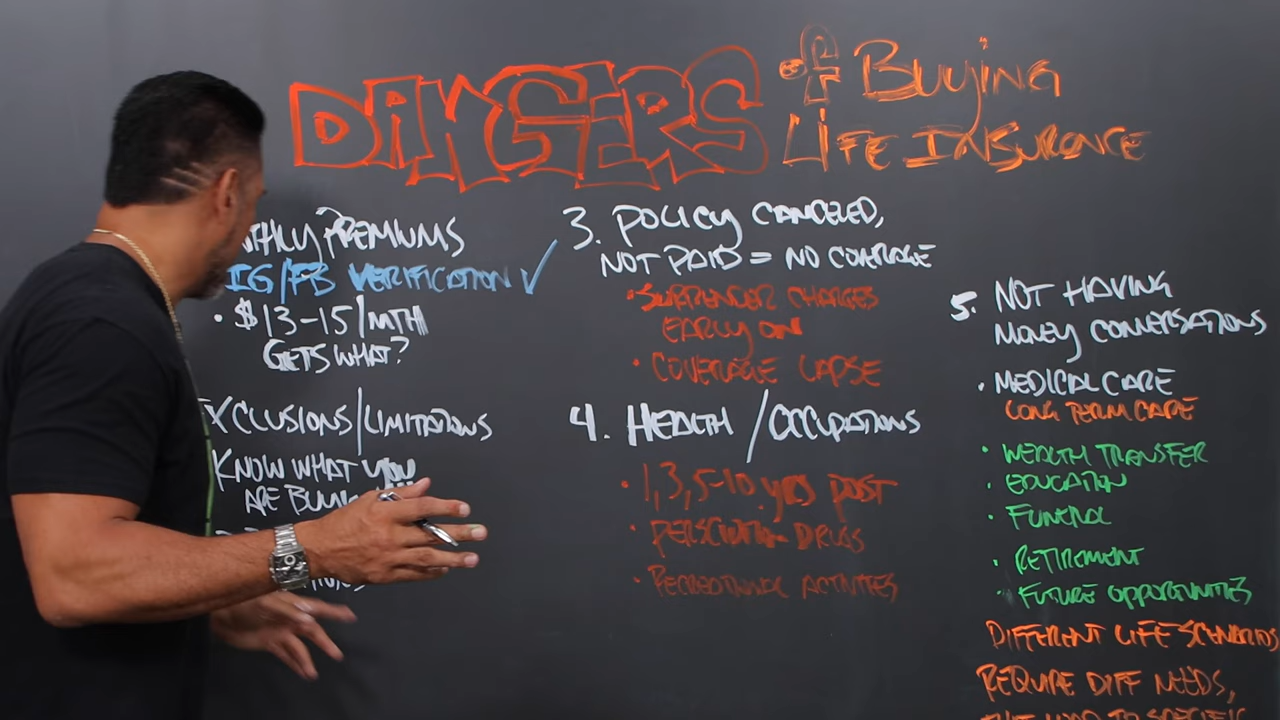 DANGERS of Buying
LIFE INSURANCE
THLY PREMIUMS
IG/FB VERIFICATION ✓
• $13-15/MTH
GETS WHAT?
XCLUSIONS/LIMITATIONS
KNOW WHAT YOU
ARE
3. POLICY CANCELED,
NOT PAID = NO COVERAGE
• SURRENDER CHARGES
EARLY ON
• COVERAGE LAPSE
4. HEALTH/OCCUPATIONS
• 1,3,5-10 yrs POST
• DRUGS
• RECREATIONAL ACTIVITES
5. NOT HAVING
MONEY CONVERSATIONS
• MEDICAL CARE
LONG TERM CARE
• WEALTH TRANSFER
• EDUCATION
• FUNERAL
• RETIREMENT
• FUTURE OPPORTUNITIES
DIFFERENT LIFE SCENARIOS
REQUIRE DIFF NEEDS,